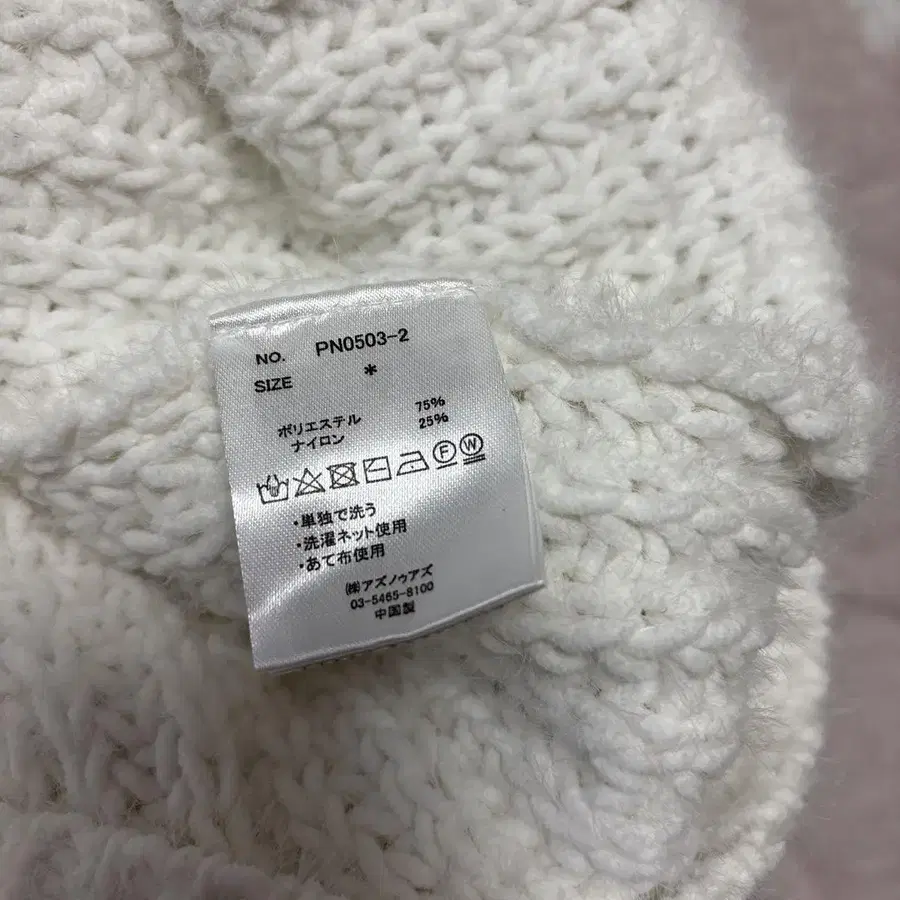 NO. PN0503-2
SIZE *
ポリエステル 75%
ナイロン 25%
F W
・単独で洗う
・洗濯ネット使用
・あて布使用
(株)アズノゥアズ
03-5465-8100
中国製